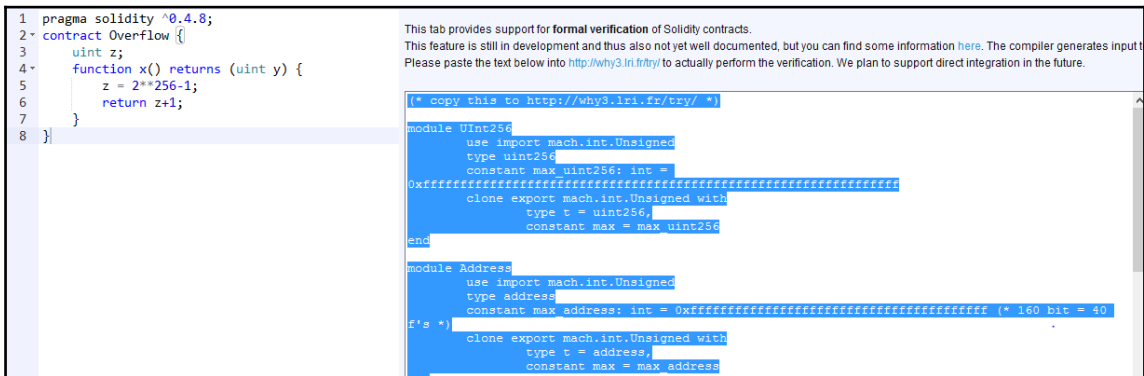 1 pragma solidity ^0.4.8;
2 contract Overflow {
3 uint z;
4 function x() returns (uint y) {
5 z = 2**256-1;
6 return z+1;
7 }
8 }
This tab provides support for formal verification of Solidity contracts.
This feature is still in development and thus also not yet well documented, but you can find some information here. The compiler generates input t
Please paste the text below into http://why3.lri.fr/try/ to actually perform the verification. We plan to support direct integration in the future.
(* copy this to http://why3.lri.fr/try/ *)
module UInt256
use import mach.int.Unsigned
type uint256
constant max_uint256: int =
0xffffffffffffffffffffffffffffffffffffffffffffffffffffffffffffffff
clone export mach.int.Unsigned with
type t = uint256,
constant max = max_uint256
end
module Address
use import mach.int.Unsigned
type address
constant max_address: int = 0xffffffffffffffffffffffffffffffffffffffff (* 160 bit = 40
f's *)
clone export mach.int.Unsigned with
type t = address,
constant max = max_address